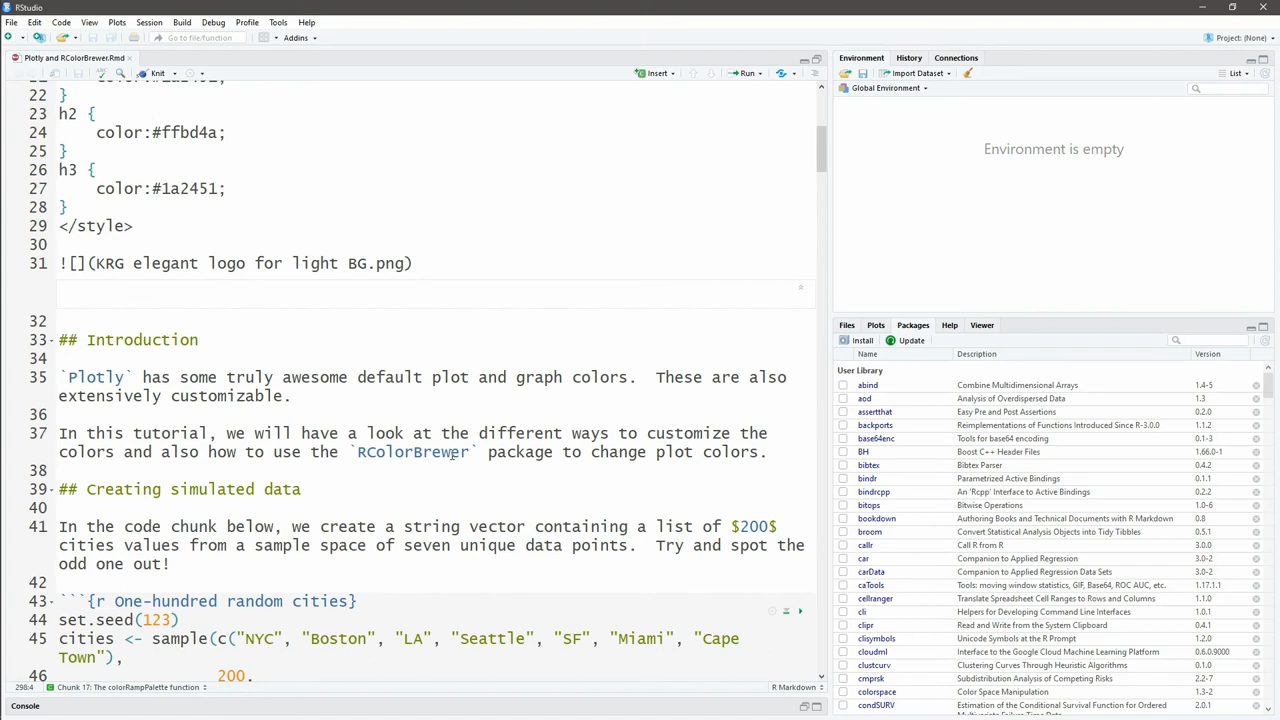 RStudio
File Edit Code View Plots Session Build Debug Profile Tools Help
Go to file/function Addins Project: (None)
Plotly and RColorBrewer.Rmd
Knit Insert Run
22 }
23 h2 {
24 color:#ffbd4a;
25 }
26 h3 {
27 color:#1a2451;
28 }
29 </style>
30
31 ![](KRG elegant logo for light BG.png)
32
33 ## Introduction
34
35 `Plotly` has some truly awesome default plot and graph colors.  These are also
extensively customizable.
36
37 In this tutorial, we will have a look at the different ways to customize the
colors and also how to use the `RColorBrewer` package to change plot colors.
38
39 ## Creating simulated data
40
41 In the code chunk below, we create a string vector containing a list of $200$
cities values from a sample space of seven unique data points.  Try and spot the
odd one out!
42
43 ```{r One-hundred random cities}
44 set.seed(123)
45 cities <- sample(c("NYC", "Boston", "LA", "Seattle", "SF", "Miami", "Cape
Town"),
46 200,
298:4 Chunk 17: The colorRampPalette function R Markdown
Console
Environment History Connections
Import Dataset List
Global Environment
Environment is empty
Files Plots Packages Help Viewer
Install Update
Name Description Version
User Library
abind Combine Multidimensional Arrays 1.4-5
aod Analysis of Overdispersed Data 1.3
assertthat Easy Pre and Post Assertions 0.2.0
backports Reimplementations of Functions Introduced Since R-3.0.0 1.1.2
base64enc Tools for base64 encoding 0.1-3
BH Boost C++ Header Files 1.66.0-1
bibtex Bibtex Parser 0.4.2
bindr Parametrized Active Bindings 0.1.1
bindrcpp An 'Rcpp' Interface to Active Bindings 0.2.2
bitops Bitwise Operations 1.0-6
bookdown Authoring Books and Technical Documents with R Markdown 0.8
broom Convert Statistical Analysis Objects into Tidy Tibbles 0.5.1
callr Call R from R 3.0.0
car Companion to Applied Regression 3.0-2
carData Companion to Applied Regression Data Sets 3.0-2
caTools Tools: moving window statistics, GIF, Base64, ROC AUC, etc. 1.17.1.1
cellranger Translate Spreadsheet Cell Ranges to Rows and Columns 1.1.0
cli Helpers for Developing Command Line Interfaces 1.0.1
clipr Read and Write from the System Clipboard 0.4.1
clisymbols Unicode Symbols at the R Prompt 1.2.0
cloudml Interface to the Google Cloud Machine Learning Platform 0.6.0.9000
clustcurv Clustering Curves Through Heuristic Algorithms 0.1.0
cmprsk Subdistribution Analysis of Competing Risks 2.2-7
colorspace Color Space Manipulation 1.3-2
condSURV Estimation of the Conditional Survival Function for Ordered 2.0.1